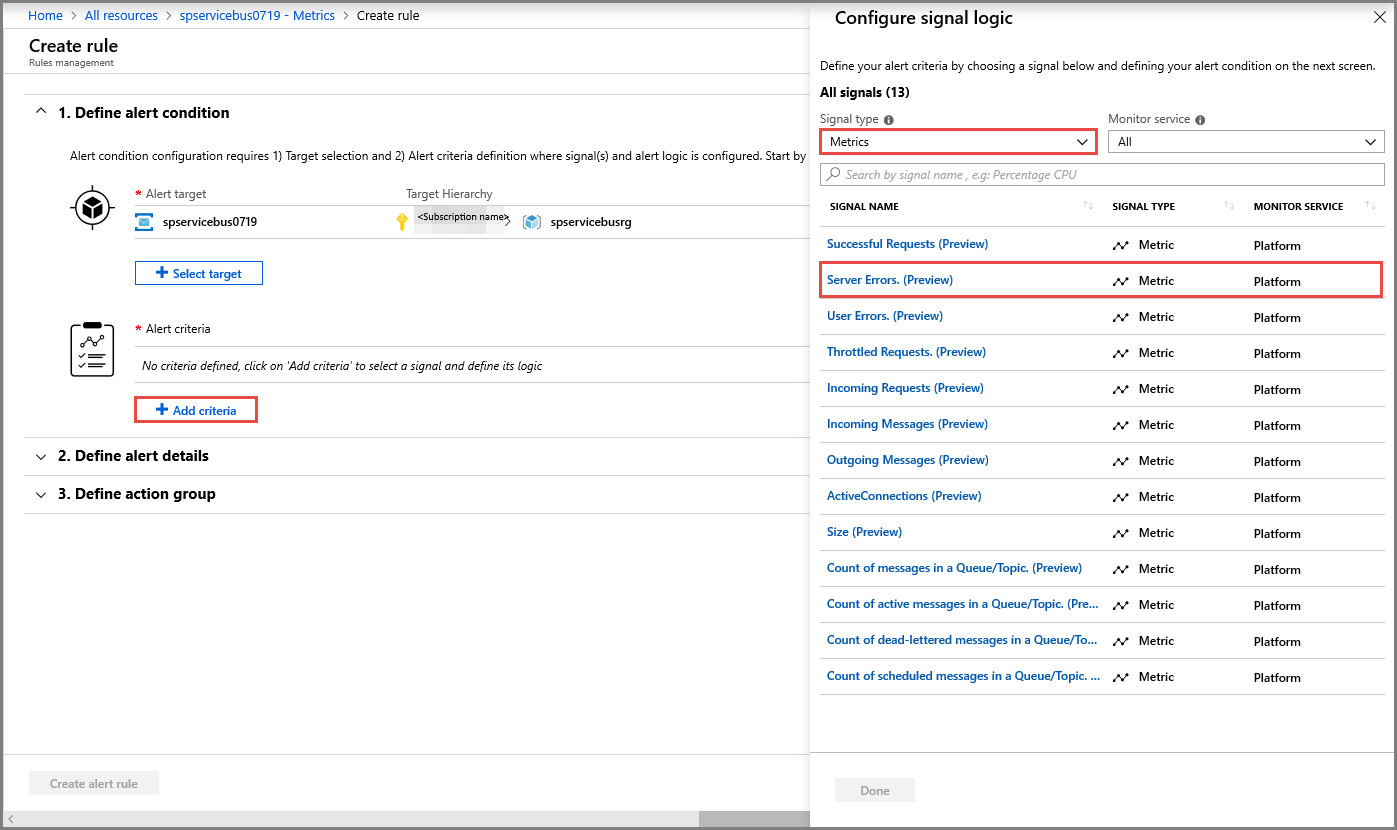 Home > All resources > spservicebus0719 - Metrics > Create rule
Create rule
Rules management
1. Define alert condition
Alert condition configuration requires 1) Target selection and 2) Alert criteria definition where signal(s) and alert logic is configured. Start by
* Alert target
Target Hierarchy
spservicebus0719
<Subscription name> > spservicebusrg
+ Select target
* Alert criteria
No criteria defined, click on 'Add criteria' to select a signal and define its logic
+ Add criteria
2. Define alert details
3. Define action group
Create alert rule
Configure signal logic
Define your alert criteria by choosing a signal below and defining your alert condition on the next screen.
All signals (13)
Signal type
Monitor service
Metrics
All
Search by signal name , e.g: Percentage CPU
SIGNAL NAME SIGNAL TYPE MONITOR SERVICE
Successful Requests (Preview) Metric Platform
Server Errors. (Preview) Metric Platform
User Errors. (Preview) Metric Platform
Throttled Requests. (Preview) Metric Platform
Incoming Requests (Preview) Metric Platform
Incoming Messages (Preview) Metric Platform
Outgoing Messages (Preview) Metric Platform
ActiveConnections (Preview) Metric Platform
Size (Preview) Metric Platform
Count of messages in a Queue/Topic. (Preview) Metric Platform
Count of active messages in a Queue/Topic. (Pre... Metric Platform
Count of dead-lettered messages in a Queue/To... Metric Platform
Count of scheduled messages in a Queue/Topic. ... Metric Platform
Done